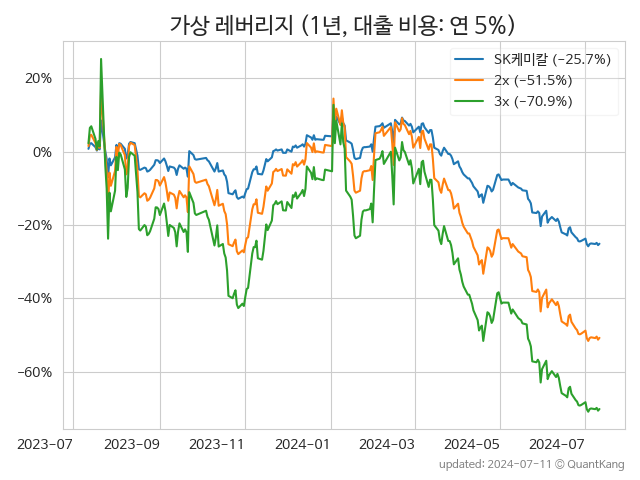 가상 레버리지 (1년, 대출 비용: 연 5%)
SK케미칼 (−25.7%)
2x (−51.5%)
3x (−70.9%)
20%
0%
−20%
−40%
−60%
2023-07 2023-09 2023-11 2024-01 2024-03 2024-05 2024-07
updated: 2024-07-11 © QuantKang